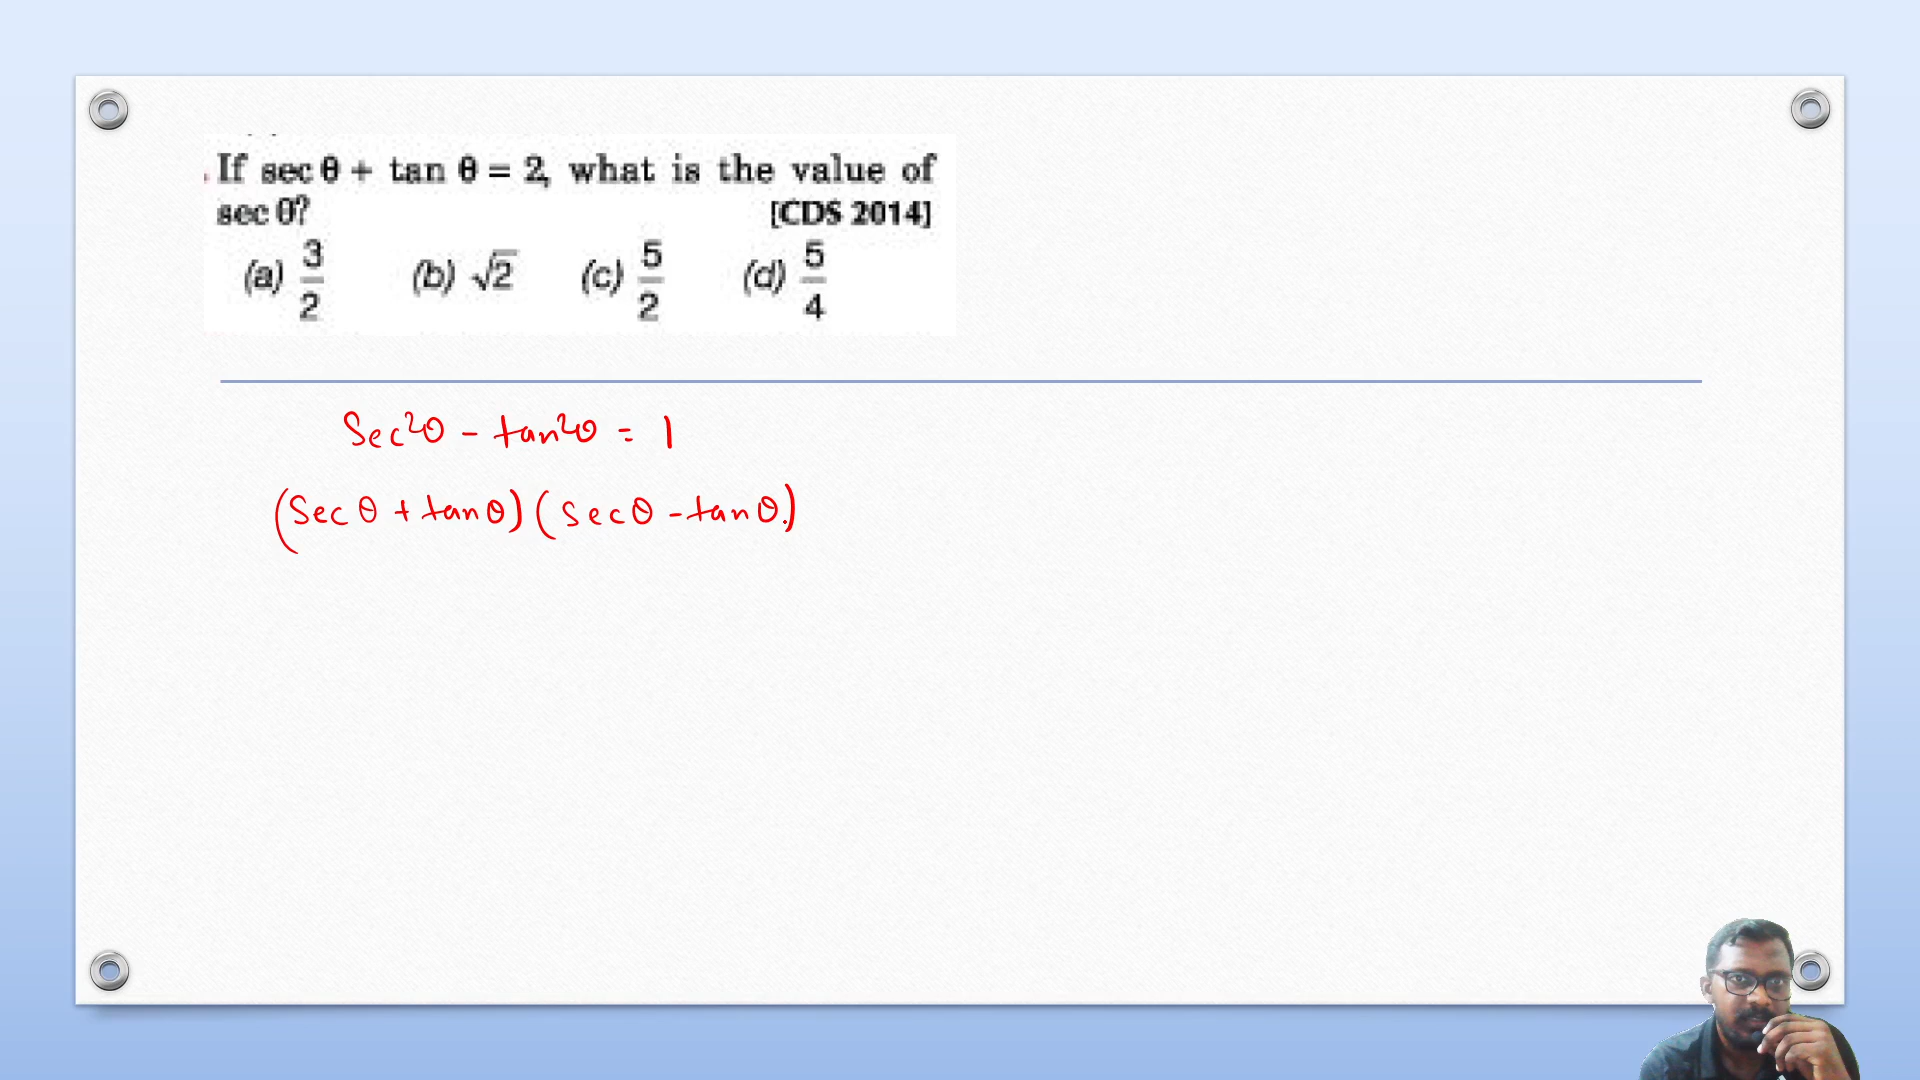 If sec θ + tan θ = 2, what is the value of
sec θ? [CDS 2014]
(a) 3/2 (b) √2 (c) 5/2 (d) 5/4
Sec²θ - tan²θ = 1
(Sec θ + tan θ) (Sec θ - tan θ)